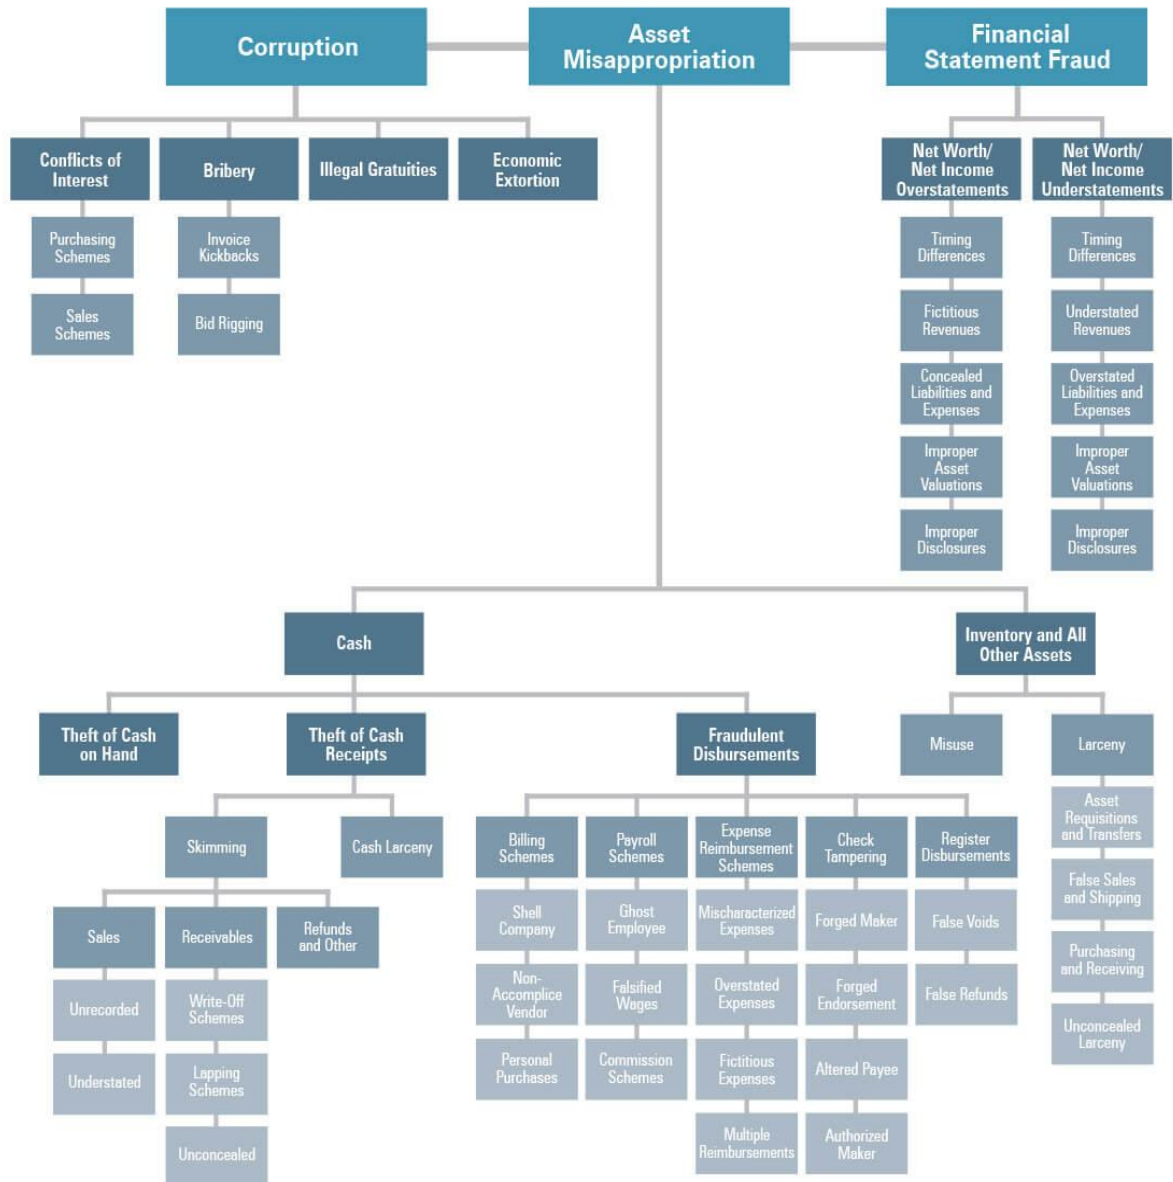 Corruption
Asset
Misappropriation
Financial
Statement Fraud
Conflicts of
Interest
Bribery
Illegal Gratuities
Economic
Extortion
Net Worth/
Net Income
Overstatements
Net Worth/
Net Income
Understatements
Purchasing
Schemes
Sales
Schemes
Invoice
Kickbacks
Bid Rigging
Timing
Differences
Fictitious
Revenues
Concealed
Liabilities and
Expenses
Improper
Asset
Valuations
Improper
Disclosures
Timing
Differences
Understated
Revenues
Overstated
Liabilities and
Expenses
Improper
Asset
Valuations
Improper
Disclosures
Cash
Inventory and All
Other Assets
Theft of Cash
on Hand
Theft of Cash
Receipts
Fraudulent
Disbursements
Misuse
Larceny
Asset
Requisitions
and Transfers
False Sales
and Shipping
Purchasing
and Receiving
Unconcealed
Larceny
Skimming
Cash Larceny
Sales
Receivables
Refunds
and Other
Unrecorded
Understated
Write-Off
Schemes
Lapping
Schemes
Unconcealed
Billing
Schemes
Shell
Company
Non-
Accomplice
Vendor
Personal
Purchases
Payroll
Schemes
Ghost
Employee
Falsified
Wages
Commission
Schemes
Expense
Reimbursement
Schemes
Mischaracterized
Expenses
Overstated
Expenses
Fictitious
Expenses
Multiple
Reimbursements
Check
Tampering
Forged Maker
Forged
Endorsement
Altered Payee
Authorized
Maker
Register
Disbursements
False Voids
False Refunds